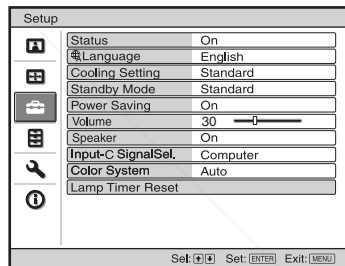 Setup
Status On
Language English
Cooling Setting Standard
Standby Mode Standard
Power Saving On
Volume 30
Speaker On
Input-C SignalSel. Computer
Color System Auto
Lamp Timer Reset
Sel: Set: ENTER Exit: MENU